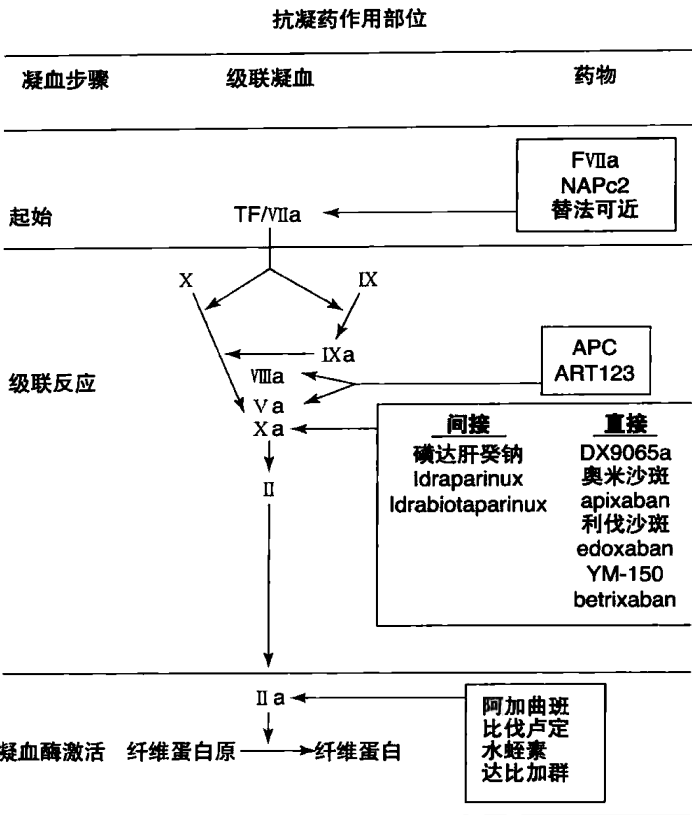 抗凝药作用部位
凝血步骤 级联凝血 药物
FⅦa
NAPc2
替法可近
起始 TF/Ⅶa
X Ⅸ
Ⅸa
APC
ART123
Ⅷa
级联反应
Ⅴa
Ⅹa
间接 直接
磺达肝癸钠 DX9065a
Idraparinux 奥米沙班
Idrabiotaparinux apixaban
利伐沙班
edoxaban
YM-150
betrixaban
Ⅱ
Ⅱa
阿加曲班
比伐卢定
水蛭素
达比加群
凝血酶激活 纤维蛋白原 纤维蛋白